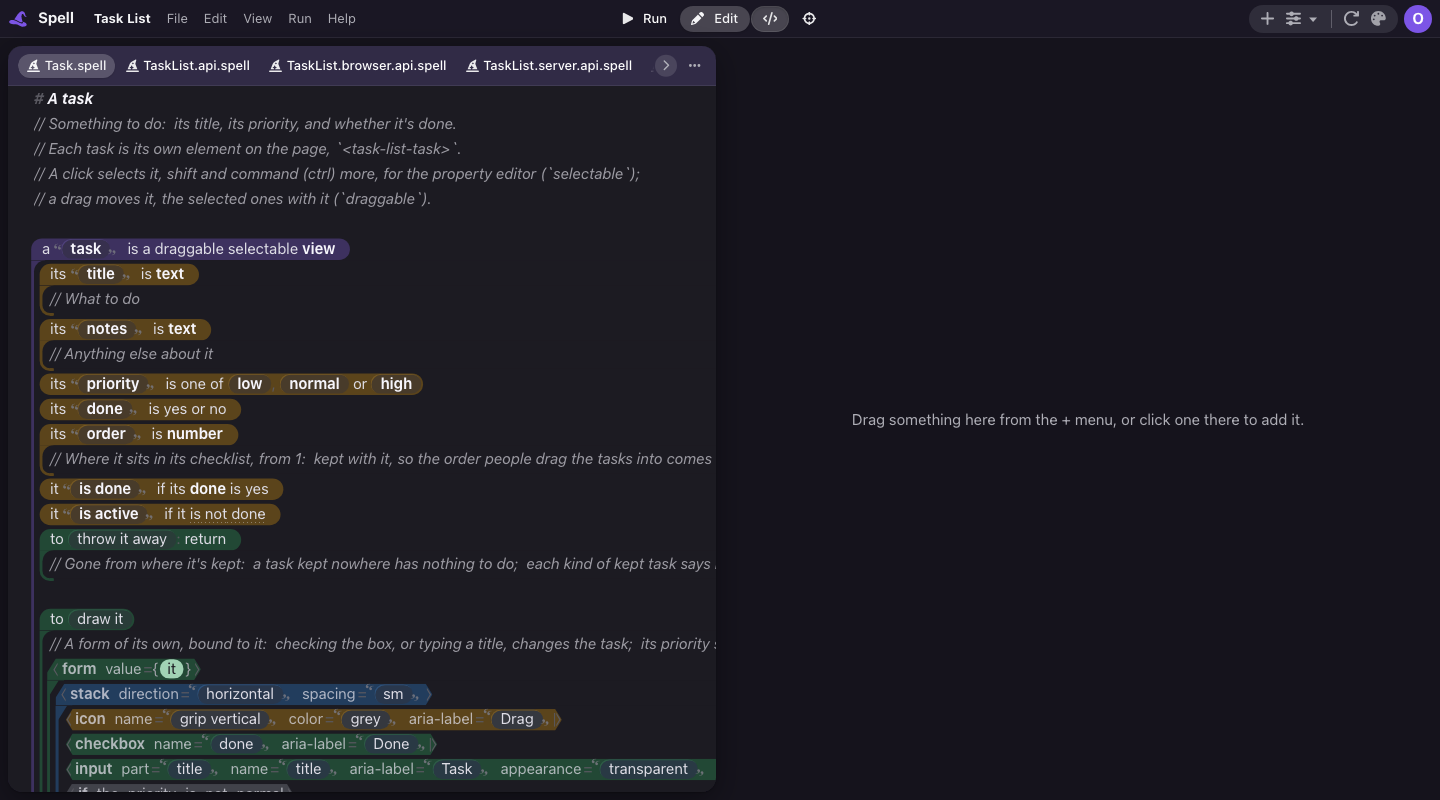 Spell Task List File Edit View Run Help Run Edit </> O
Task.spell TaskList.api.spell TaskList.browser.api.spell TaskList.server.api.spell
# A task
// Something to do:  its title, its priority, and whether it's done.
// Each task is its own element on the page, `<task-list-task>`.
// A click selects it, shift and command (ctrl) more, for the property editor (`selectable`);
// a drag moves it, the selected ones with it (`draggable`).
a “ task ” is a draggable selectable view
its “ title ” is text
// What to do
its “ notes ” is text
// Anything else about it
its “ priority ” is one of low , normal or high
its “ done ” is yes or no
its “ order ” is number
// Where it sits in its checklist, from 1:  kept with it, so the order people drag the tasks into comes
it “ is done ” if its done is yes
it “ is active ” if it is not done
to throw it away : return
// Gone from where it's kept:  a task kept nowhere has nothing to do;  each kind of kept task says
to draw it
// A form of its own, bound to it:  checking the box, or typing a title, changes the task;  its priority
form value={ it }
stack direction=“ horizontal ” spacing=“ sm ”
icon name=“ grip vertical ” color=“ grey ” aria-label=“ Drag ”
checkbox name=“ done ” aria-label=“ Done ”
input part=“ title ” name=“ title ” aria-label=“ Task ” appearance=“ transparent ”
if the priority is not normal
Drag something here from the + menu, or click one there to add it.